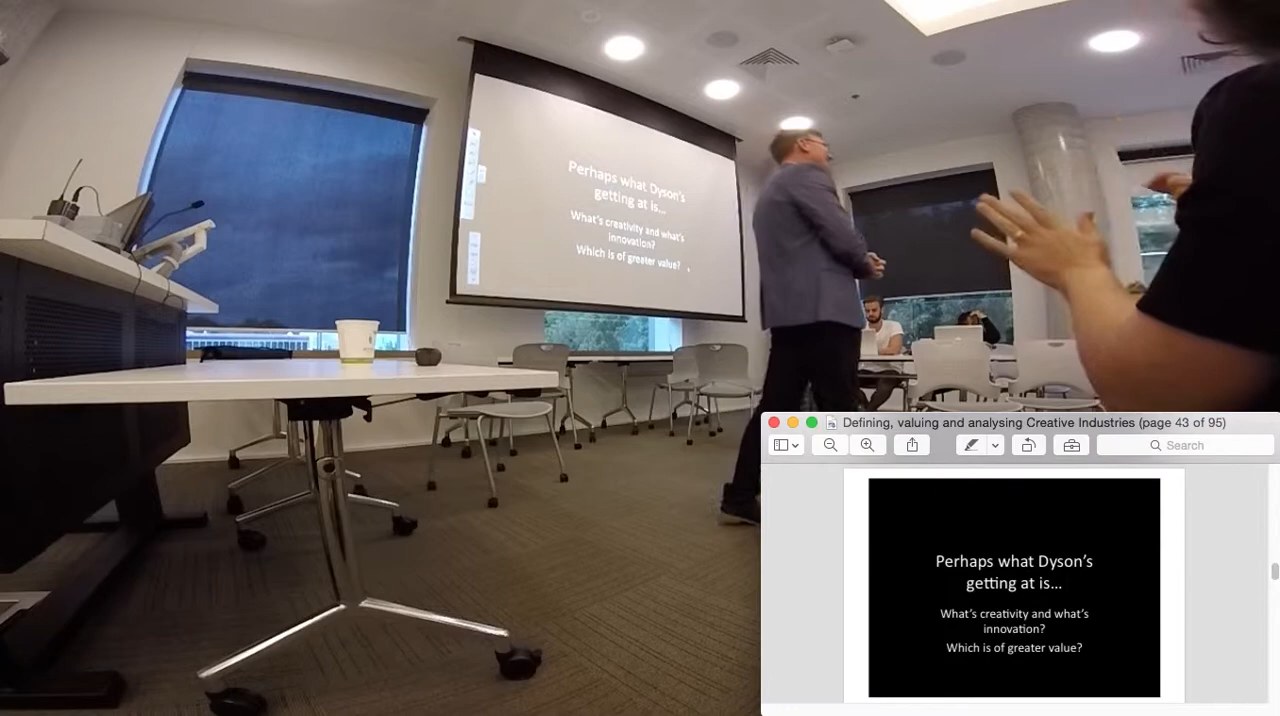 Perhaps what Dyson's
getting at is...
What's creativity and what's
innovation?
Which is of greater value?
Defining, valuing and analysing Creative Industries (page 43 of 95)
Search
Perhaps what Dyson's
getting at is...
What's creativity and what's
innovation?
Which is of greater value?